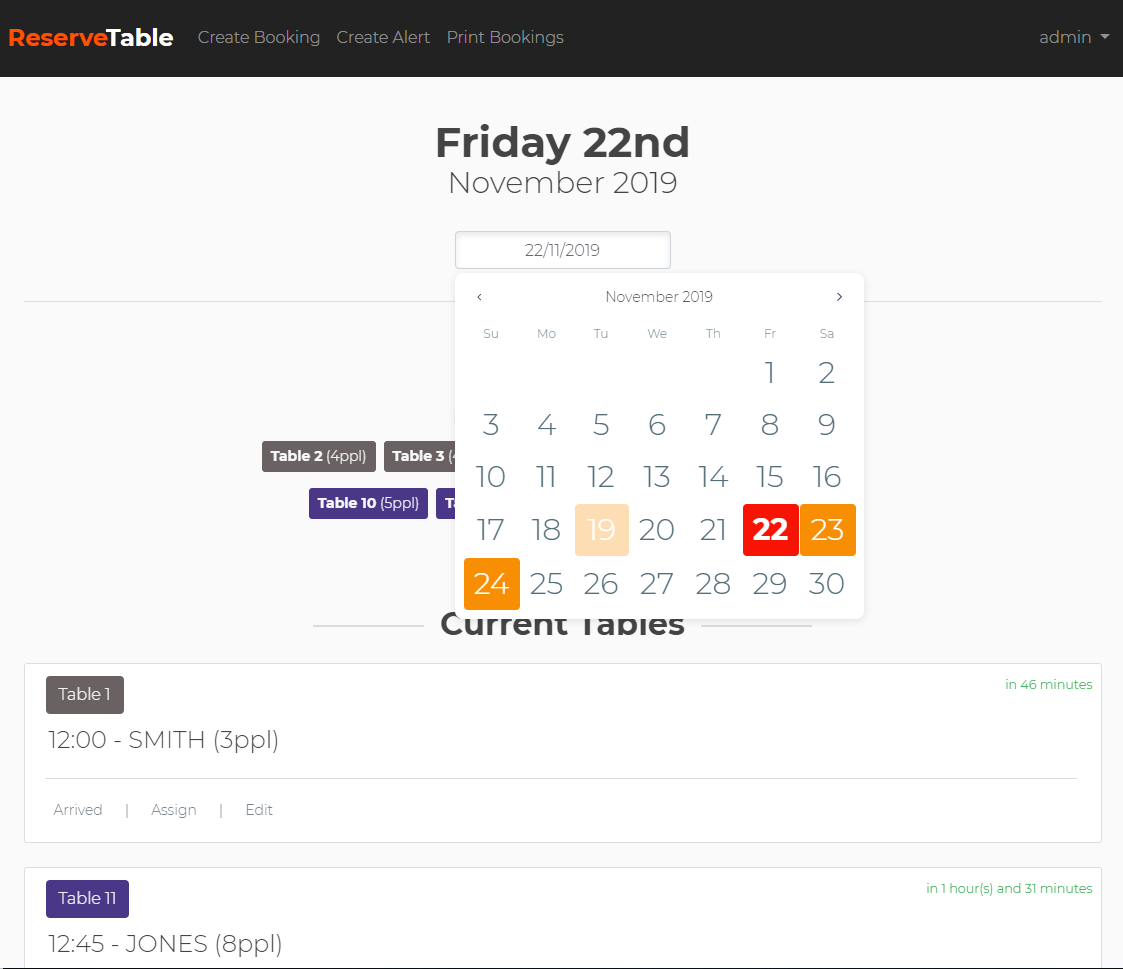 ReserveTable Create Booking Create Alert Print Bookings admin
Friday 22nd
November 2019
22/11/2019
‹ November 2019 ›
Su Mo Tu We Th Fr Sa
1 2
3 4 5 6 7 8 9
10 11 12 13 14 15 16
17 18 19 20 21 22 23
24 25 26 27 28 29 30
Table 2 (4ppl) Table 3
Table 10 (5ppl)
Current Tables
Table 1 in 46 minutes
12:00 - SMITH (3ppl)
Arrived | Assign | Edit
Table 11 in 1 hour(s) and 31 minutes
12:45 - JONES (8ppl)